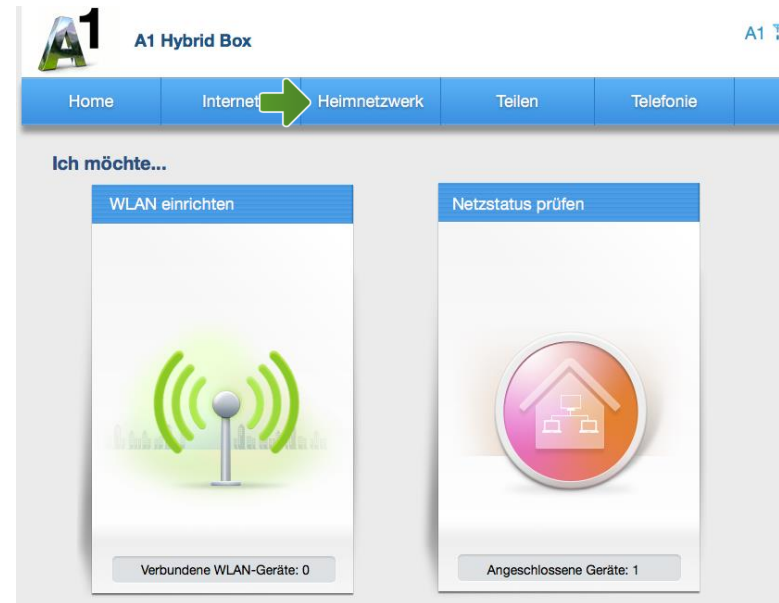 A1
A1 Hybrid Box
A1
Home Internet Heimnetzwerk Teilen Telefonie
Ich möchte...
WLAN einrichten Netzstatus prüfen
Verbundene WLAN-Geräte: 0 Angeschlossene Geräte: 1